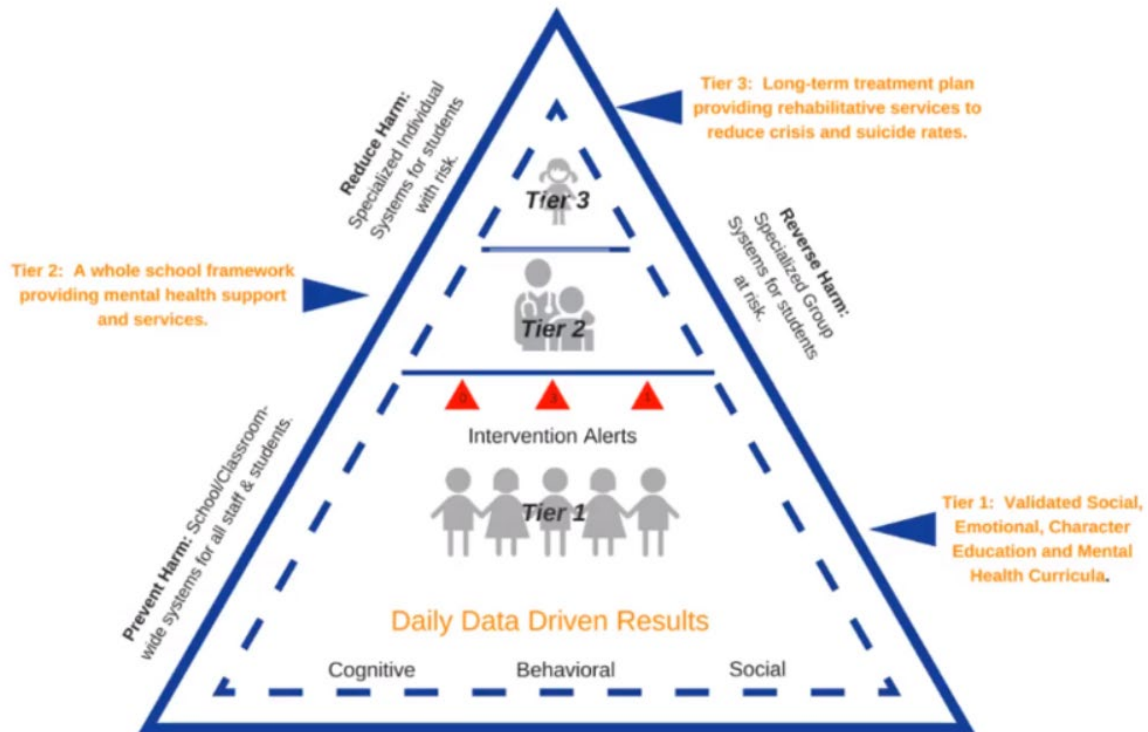 Tier 3: Long-term treatment plan
providing rehabilitative services to
reduce crisis and suicide rates.
Reduce Harm:
Specialized Individual
Systems for students
with risk.
Tier 3
Reverse Harm:
Specialized Group
Systems for students
at risk.
Tier 2: A whole school framework
providing mental health support
and services.
Tier 2
0 3 1
Intervention Alerts
Prevent Harm: School/Classroom-
wide systems for all staff & students.
Tier 1
Tier 1: Validated Social,
Emotional, Character
Education and Mental
Health Curricula.
Daily Data Driven Results
Cognitive Behavioral Social